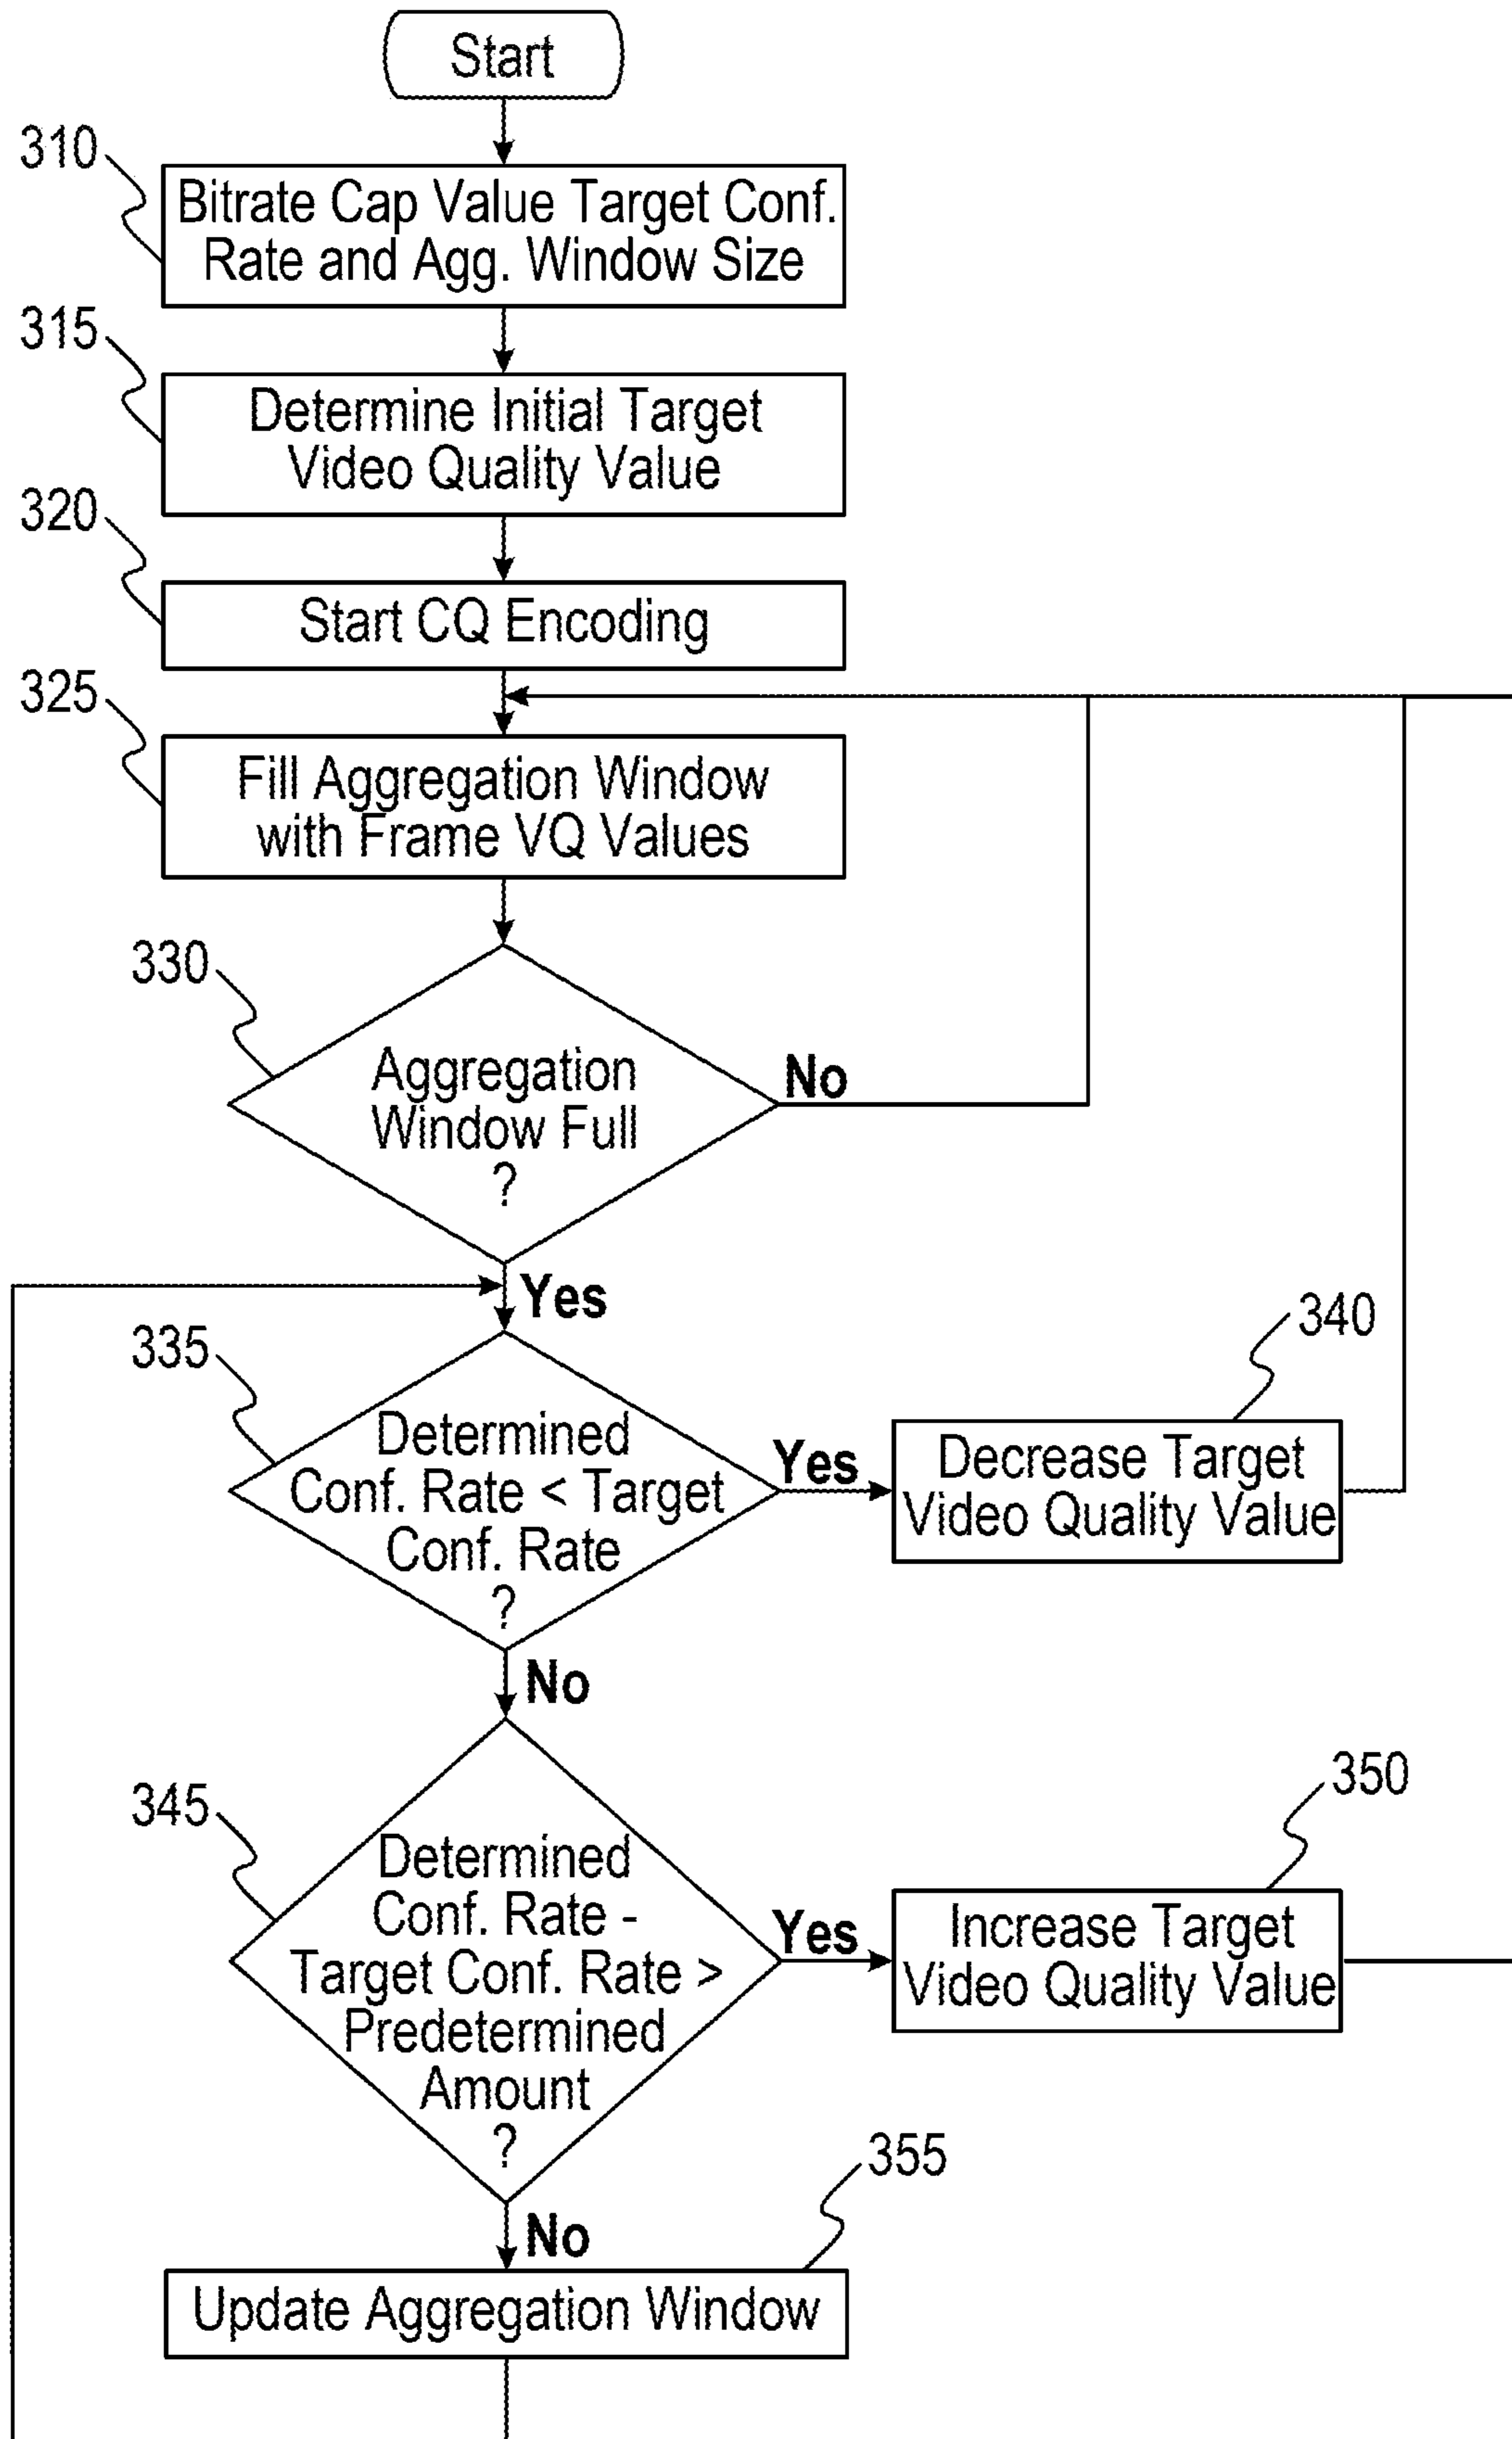 Start
310
Bitrate Cap Value Target Conf.
Rate and Agg. Window Size
315
Determine Initial Target
Video Quality Value
320
Start CQ Encoding
325
Fill Aggregation Window
with Frame VQ Values
330
Aggregation
Window Full
?
No
Yes
335
Determined
Conf. Rate < Target
Conf. Rate
?
Yes
340
Decrease Target
Video Quality Value
No
345
Determined
Conf. Rate -
Target Conf. Rate >
Predetermined
Amount
?
Yes
350
Increase Target
Video Quality Value
No
355
Update Aggregation Window